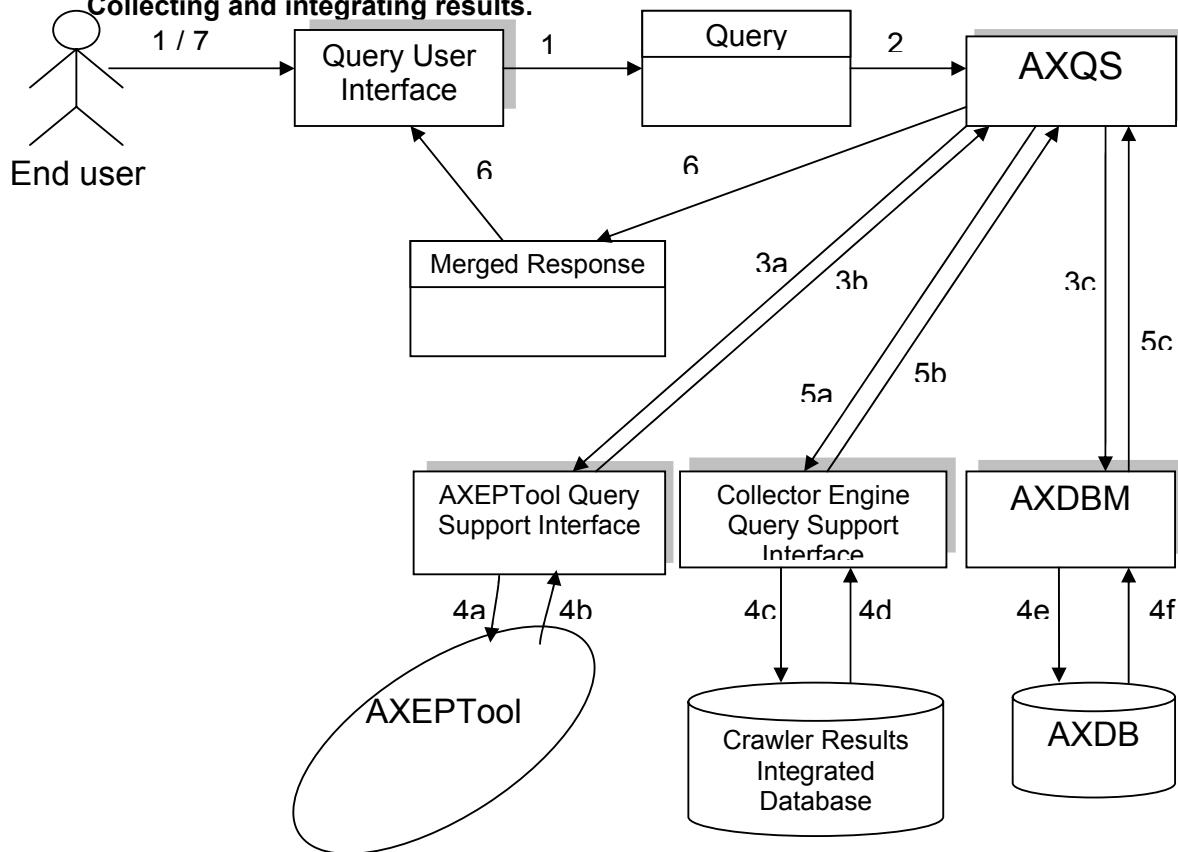 Collecting and integrating results.
1 / 7
Query User
Interface
1
Query
2
AXQS
End user
6
6
Merged Response
3a
3b
3c
5c
5a
5b
AXEPTool Query
Support Interface
Collector Engine
Query Support
Interface
AXDBM
4a
4b
4c
4d
4e
4f
AXEPTool
Crawler Results
Integrated
Database
AXDB